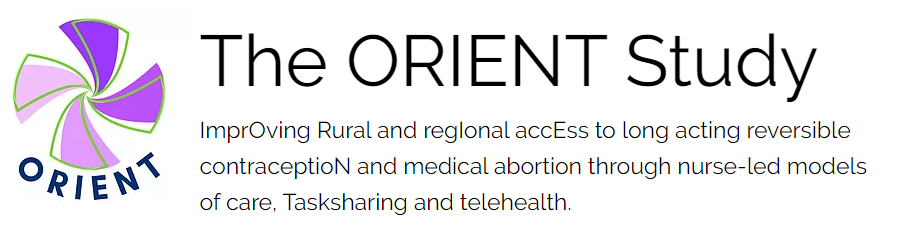 The ORIENT Study
ImprOving Rural and regIonal accEss to long acting reversible
contraceptioN and medical abortion through nurse-led models
of care, Tasksharing and telehealth.
ORIENT